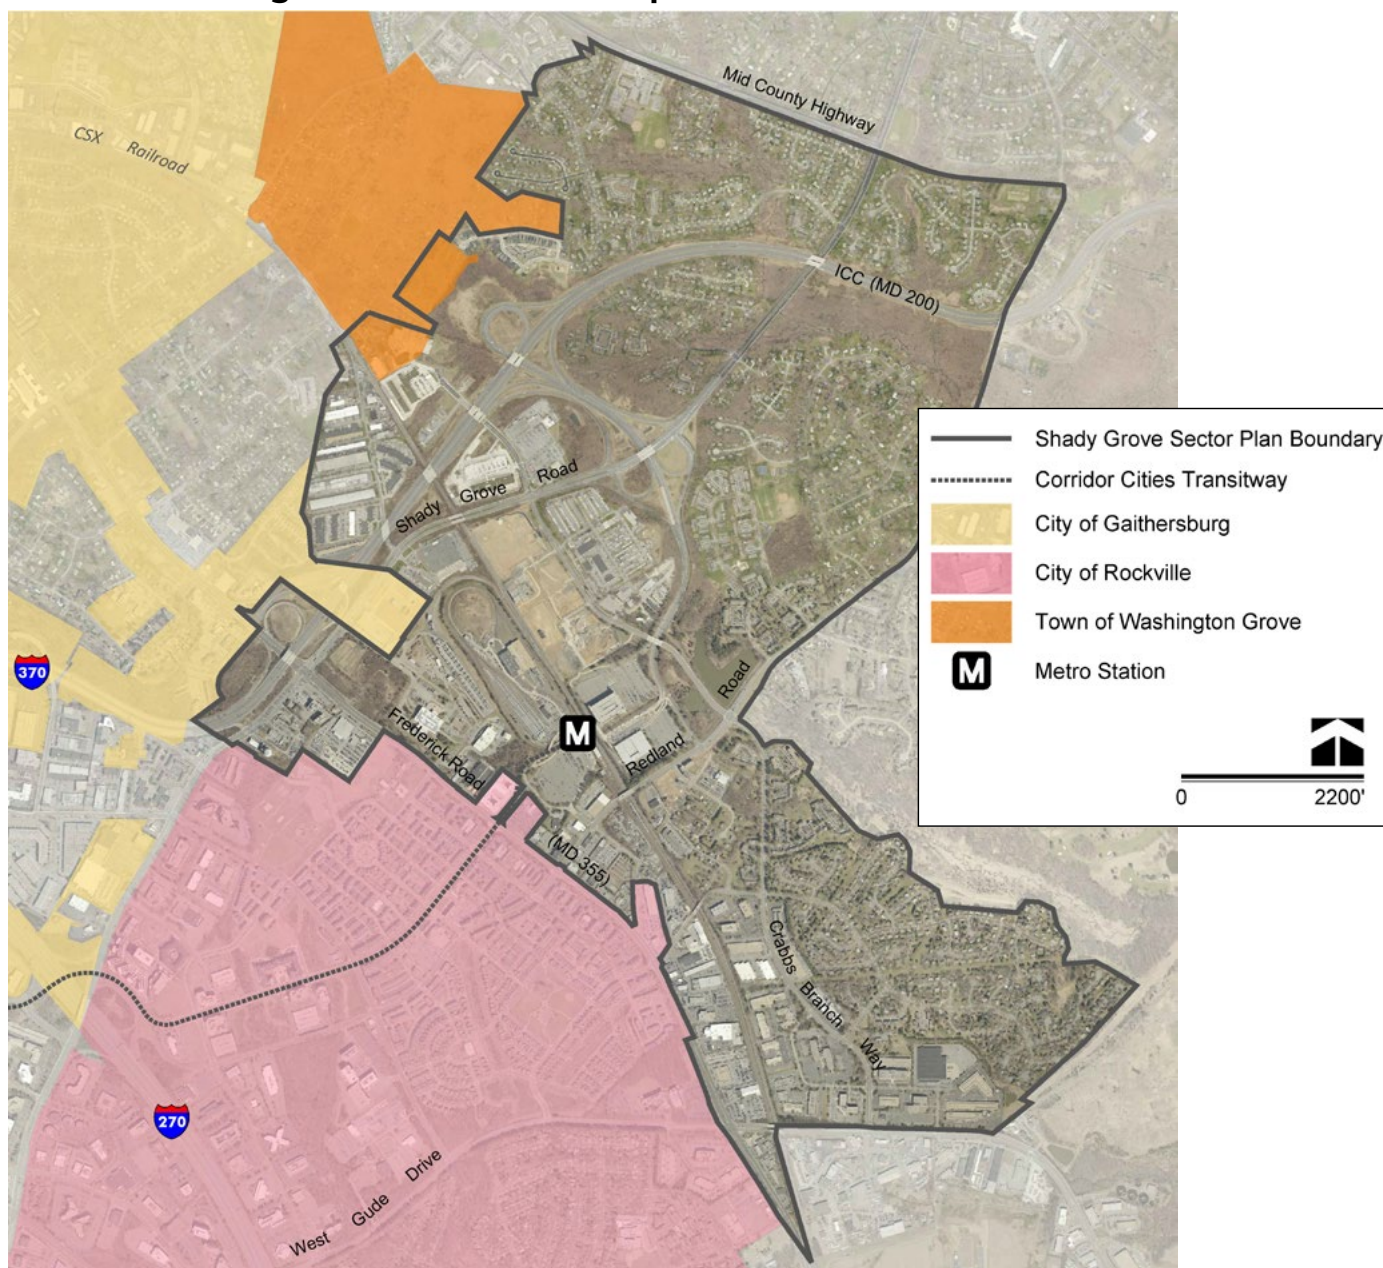 Mid County Highway
CSX Railroad
ICC (MD 200)
Shady Grove Sector Plan Boundary
Corridor Cities Transitway
City of Gaithersburg
City of Rockville
Town of Washington Grove
M Metro Station
0 2200'
Shady Grove Road
370
M
Road
Redland
Frederick Road
(MD 355)
Crabbs Branch Way
270
West Gude Drive